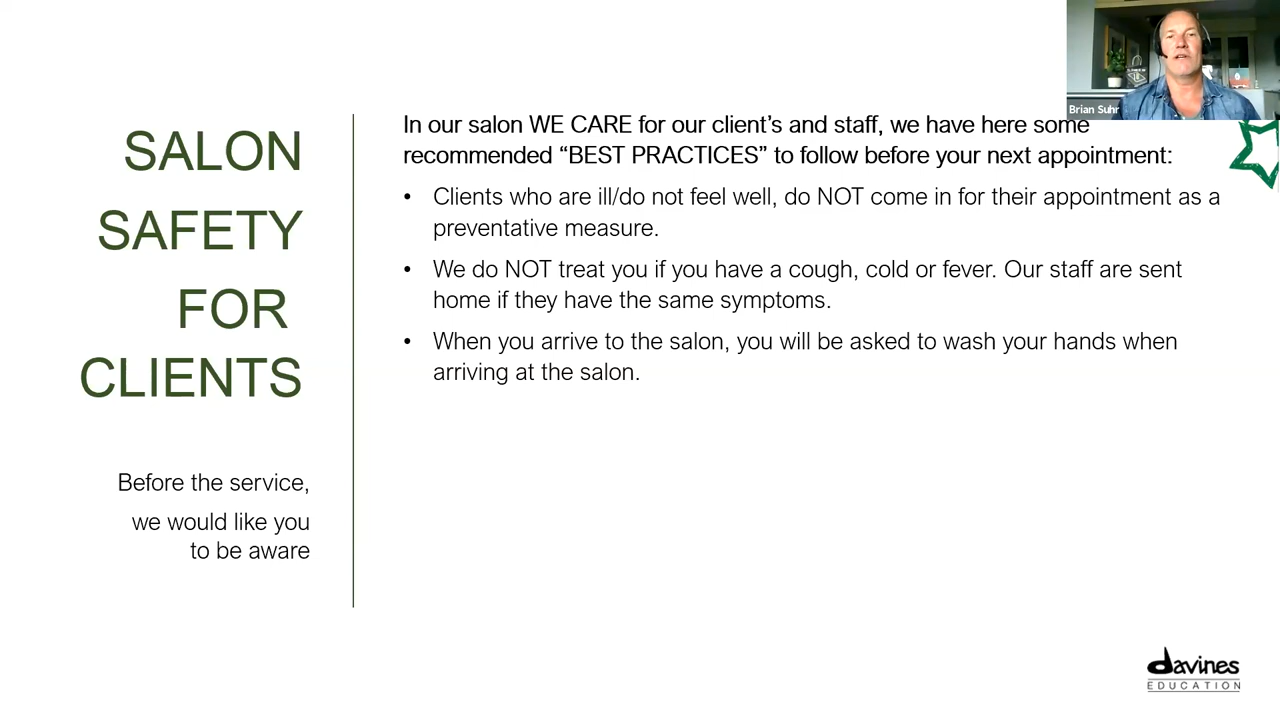 SALON
SAFETY
FOR
CLIENTS
Before the service,
we would like you
to be aware
In our salon WE CARE for our client’s and staff, we have here some
recommended “BEST PRACTICES” to follow before your next appointment:
• Clients who are ill/do not feel well, do NOT come in for their appointment as a
preventative measure.
• We do NOT treat you if you have a cough, cold or fever. Our staff are sent
home if they have the same symptoms.
• When you arrive to the salon, you will be asked to wash your hands when
arriving at the salon.
Brian Suhr
davines
EDUCATION